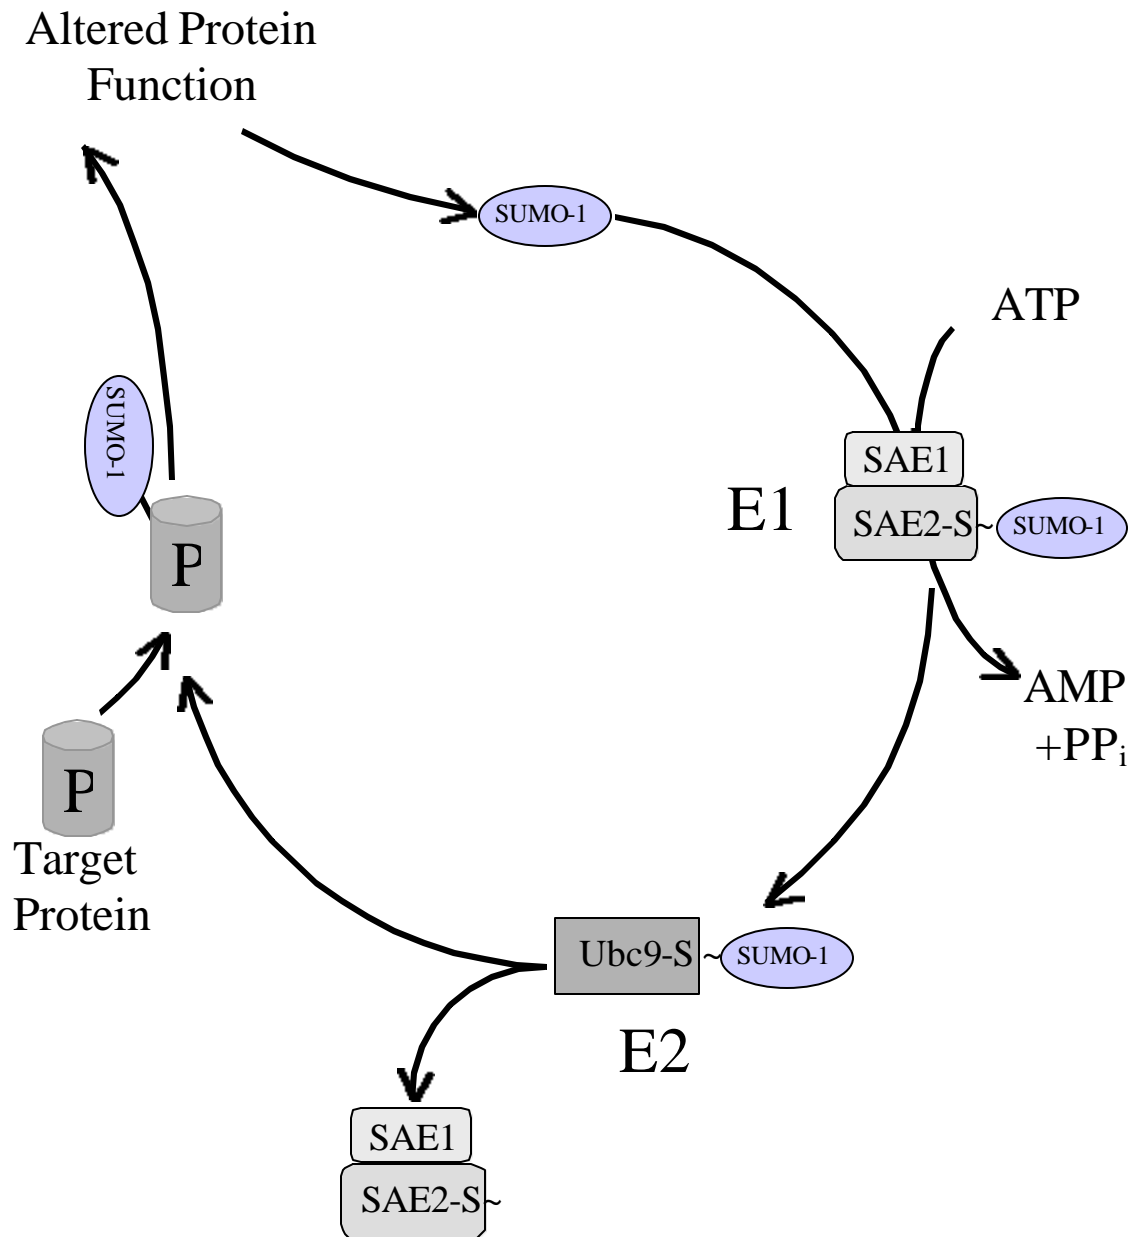 Altered Protein
Function
SUMO-1
ATP
SUMO-1
SAE1
E1
SAE2-S~
SUMO-1
P
AMP
+PPi
P
Target
Protein
Ubc9-S
~
SUMO-1
E2
SAE1
SAE2-S~